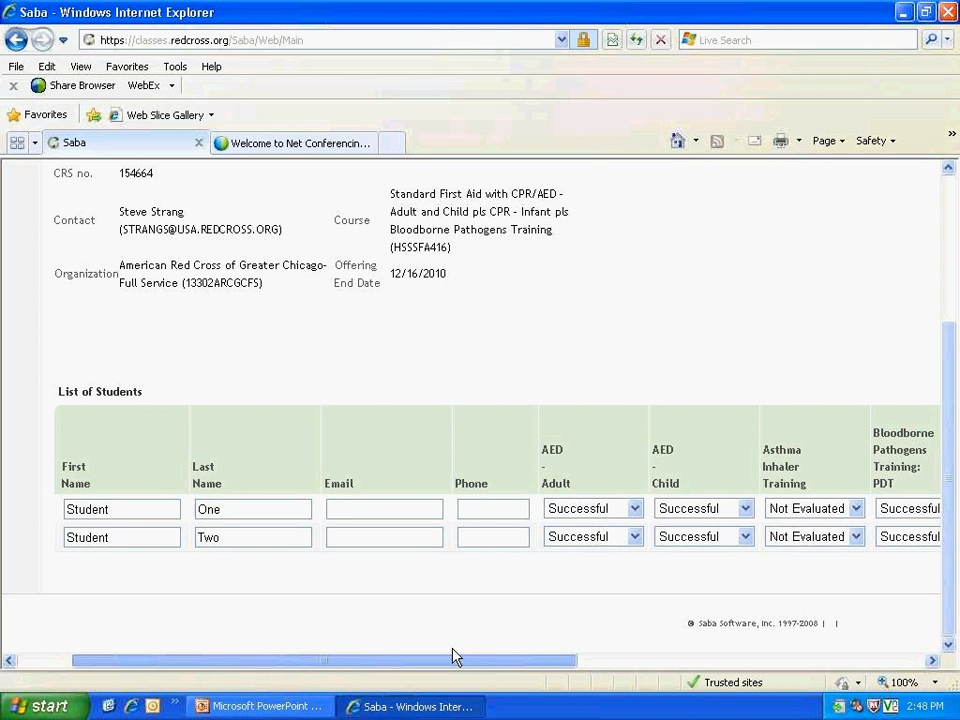 Saba - Windows Internet Explorer
https://classes.redcross.org/Saba/Web/Main
Live Search
File Edit View Favorites Tools Help
x Share Browser WebEx
Favorites Web Slice Gallery
Saba X Welcome to Net Conferencin... Page Safety »
CRS no. 154664
Contact Steve Strang
(STRANGS@USA.REDCROSS.ORG)
Course Standard First Aid with CPR/AED -
Adult and Child pls CPR - Infant pls
Bloodborne Pathogens Training
(HSSSFA416)
Organization American Red Cross of Greater Chicago-
Full Service (13302ARCGCFS)
Offering
End Date
12/16/2010
List of Students
First
Name
Last
Name
Email
Phone
AED
-
Adult
AED
-
Child
Asthma
Inhaler
Training
Bloodborne
Pathogens
Training:
PDT
Student One Successful Successful Not Evaluated Successful
Student Two Successful Successful Not Evaluated Successful
© Saba Software, Inc. 1997-2008 | |
Trusted sites 100%
start » Microsoft PowerPoint ... Saba - Windows Inter... 2:48 PM